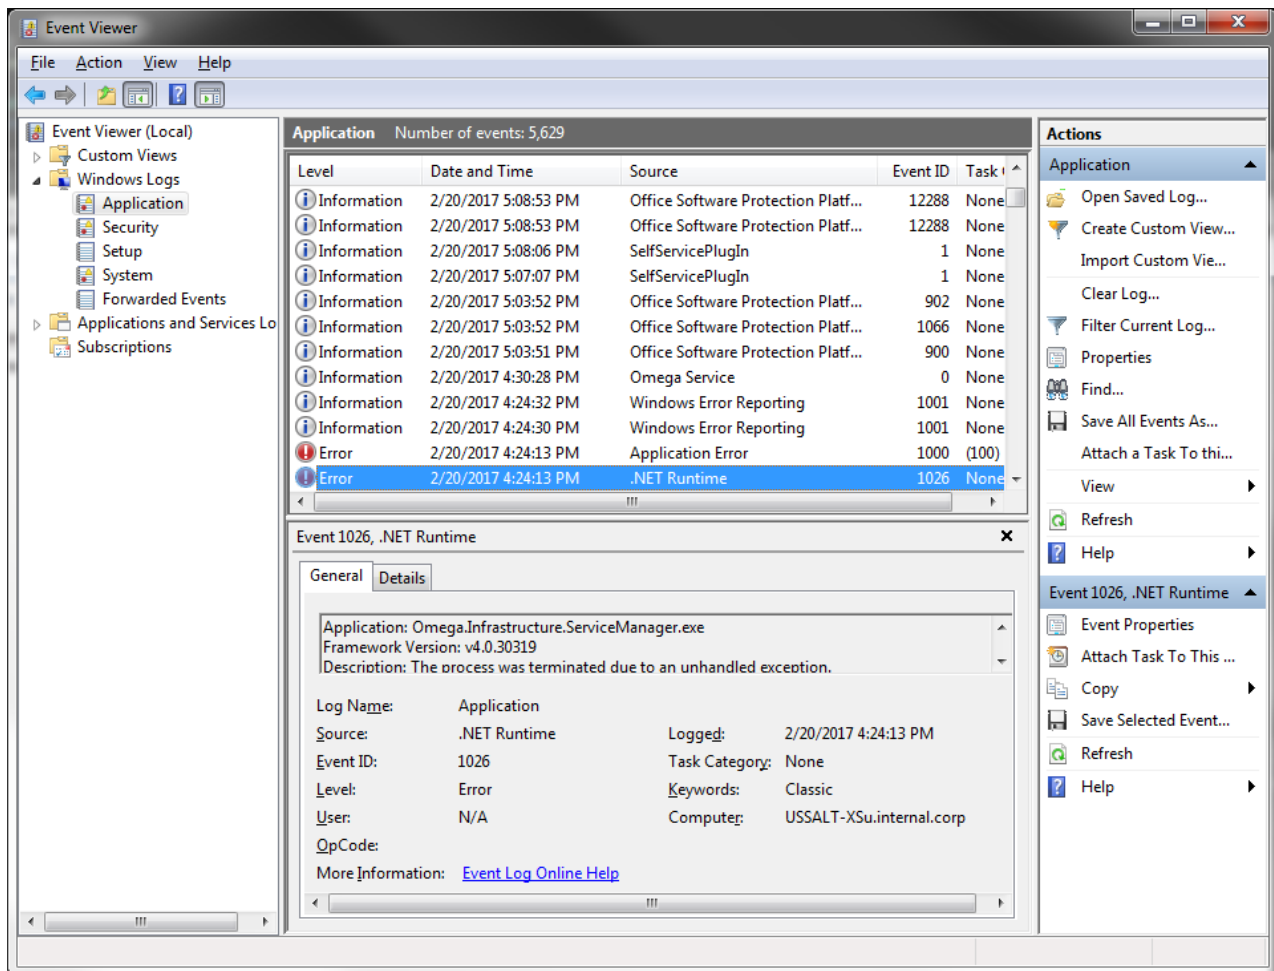 Event Viewer
File Action View Help
Event Viewer (Local)
Custom Views
Windows Logs
Application
Security
Setup
System
Forwarded Events
Applications and Services Lo
Subscriptions
Application Number of events: 5,629
Level Date and Time Source Event ID Task
Information 2/20/2017 5:08:53 PM Office Software Protection Platf... 12288 None
Information 2/20/2017 5:08:53 PM Office Software Protection Platf... 12288 None
Information 2/20/2017 5:08:06 PM SelfServicePlugIn 1 None
Information 2/20/2017 5:07:07 PM SelfServicePlugIn 1 None
Information 2/20/2017 5:03:52 PM Office Software Protection Platf... 902 None
Information 2/20/2017 5:03:52 PM Office Software Protection Platf... 1066 None
Information 2/20/2017 5:03:51 PM Office Software Protection Platf... 900 None
Information 2/20/2017 4:30:28 PM Omega Service 0 None
Information 2/20/2017 4:24:32 PM Windows Error Reporting 1001 None
Information 2/20/2017 4:24:30 PM Windows Error Reporting 1001 None
Error 2/20/2017 4:24:13 PM Application Error 1000 (100)
Error 2/20/2017 4:24:13 PM .NET Runtime 1026 None
Event 1026, .NET Runtime
General Details
Application: Omega.Infrastructure.ServiceManager.exe
Framework Version: v4.0.30319
Description: The process was terminated due to an unhandled exception.
Log Name: Application
Source: .NET Runtime Logged: 2/20/2017 4:24:13 PM
Event ID: 1026 Task Category: None
Level: Error Keywords: Classic
User: N/A Computer: USSALT-XSu.internal.corp
OpCode:
More Information: Event Log Online Help
Actions
Application
Open Saved Log...
Create Custom View...
Import Custom Vie...
Clear Log...
Filter Current Log...
Properties
Find...
Save All Events As...
Attach a Task To thi...
View
Refresh
Help
Event 1026, .NET Runtime
Event Properties
Attach Task To This ...
Copy
Save Selected Event...
Refresh
Help